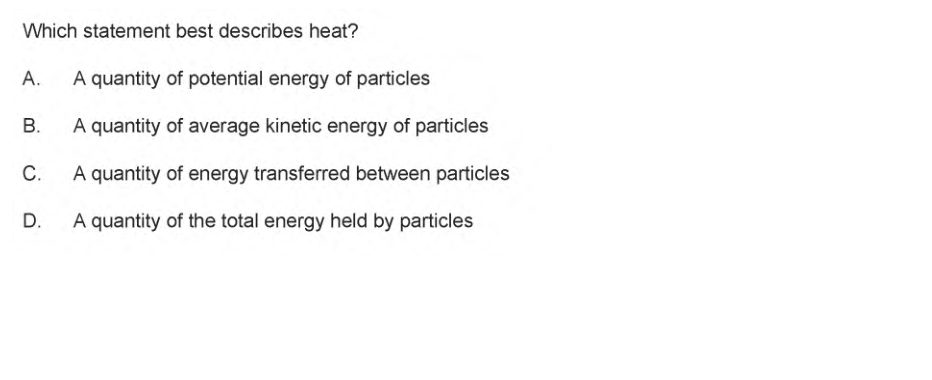 Which statement best describes heat?
A. A quantity of potential energy of particles
B. A quantity of average kinetic energy of particles
C. A quantity of energy transferred between particles
D. A quantity of the total energy held by particles